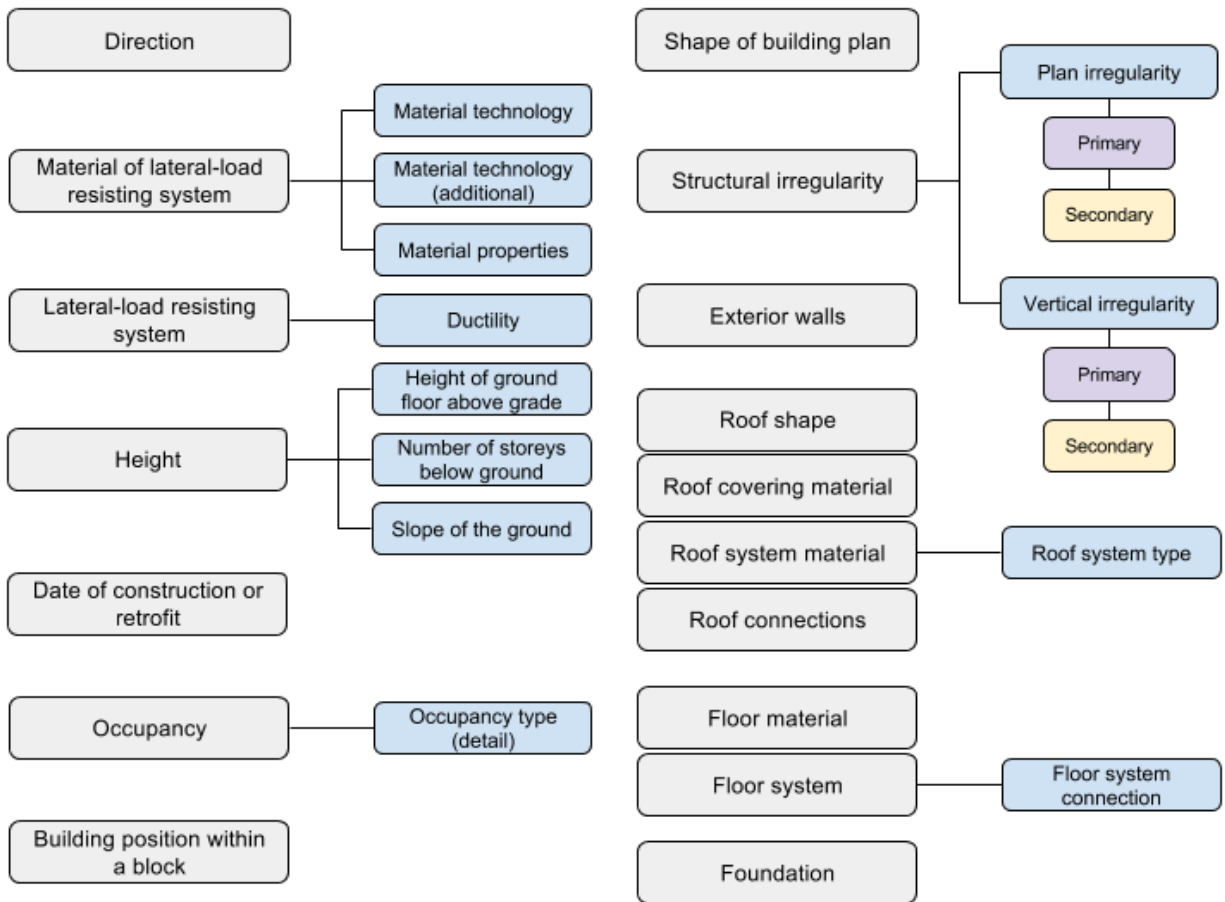 Direction
Material of lateral-load
resisting system
Material technology
Material technology
(additional)
Material properties
Lateral-load resisting
system
Ductility
Height
Height of ground
floor above grade
Number of storeys
below ground
Slope of the ground
Date of construction or
retrofit
Occupancy
Occupancy type
(detail)
Building position within
a block
Shape of building plan
Structural irregularity
Plan irregularity
Primary
Secondary
Vertical irregularity
Primary
Secondary
Exterior walls
Roof shape
Roof covering material
Roof system material
Roof system type
Roof connections
Floor material
Floor system
Floor system
connection
Foundation